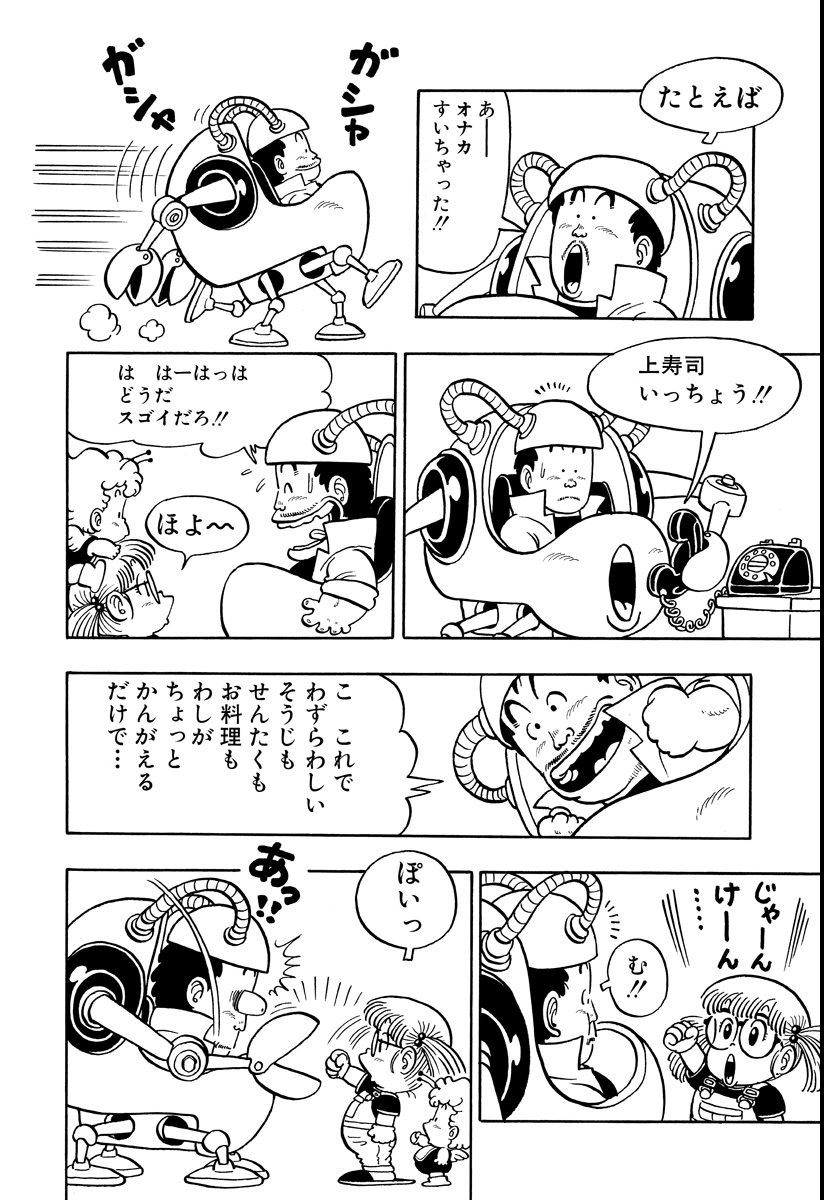 たとえば
あ――
オナカ
すいちゃった!!
ガシャ
ガシャ
上寿司
いっちょう!!
は　はーはっは
どうだ
スゴイだろ!!
ほよ〜〜
こ　これで
わずらわしい
そうじも
せんたくも
お料理も
わしが
ちょっと
かんがえる
だけで…
じゃーん
けーん
……
む!!
ぽいっ
あっ!!